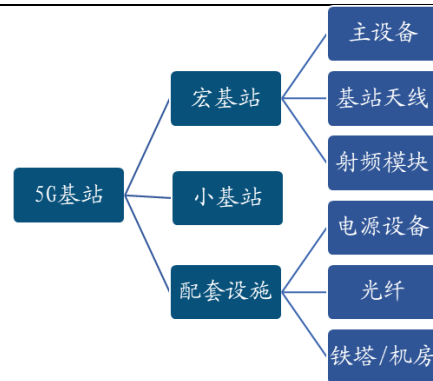 5G基站
宏基站
主设备
基站天线
射频模块
小基站
配套设施
电源设备
光纤
铁塔/机房